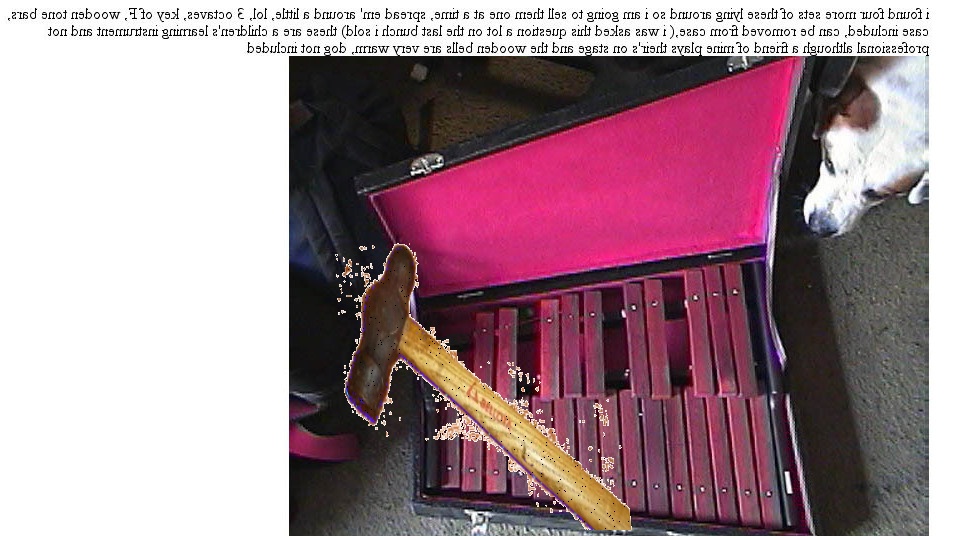 i found four more sets of these lying around so i am going to sell them one at a time, spread em' around a little, lol, 3 octaves, key of F, wooden tone bars,
case included, can be removed from case,( i was asked this question a lot on the last bunch i sold) these are a children's learning instrument and not
professional although a friend of mine plays their's on stage and the wooden bells are very warm, dog not included